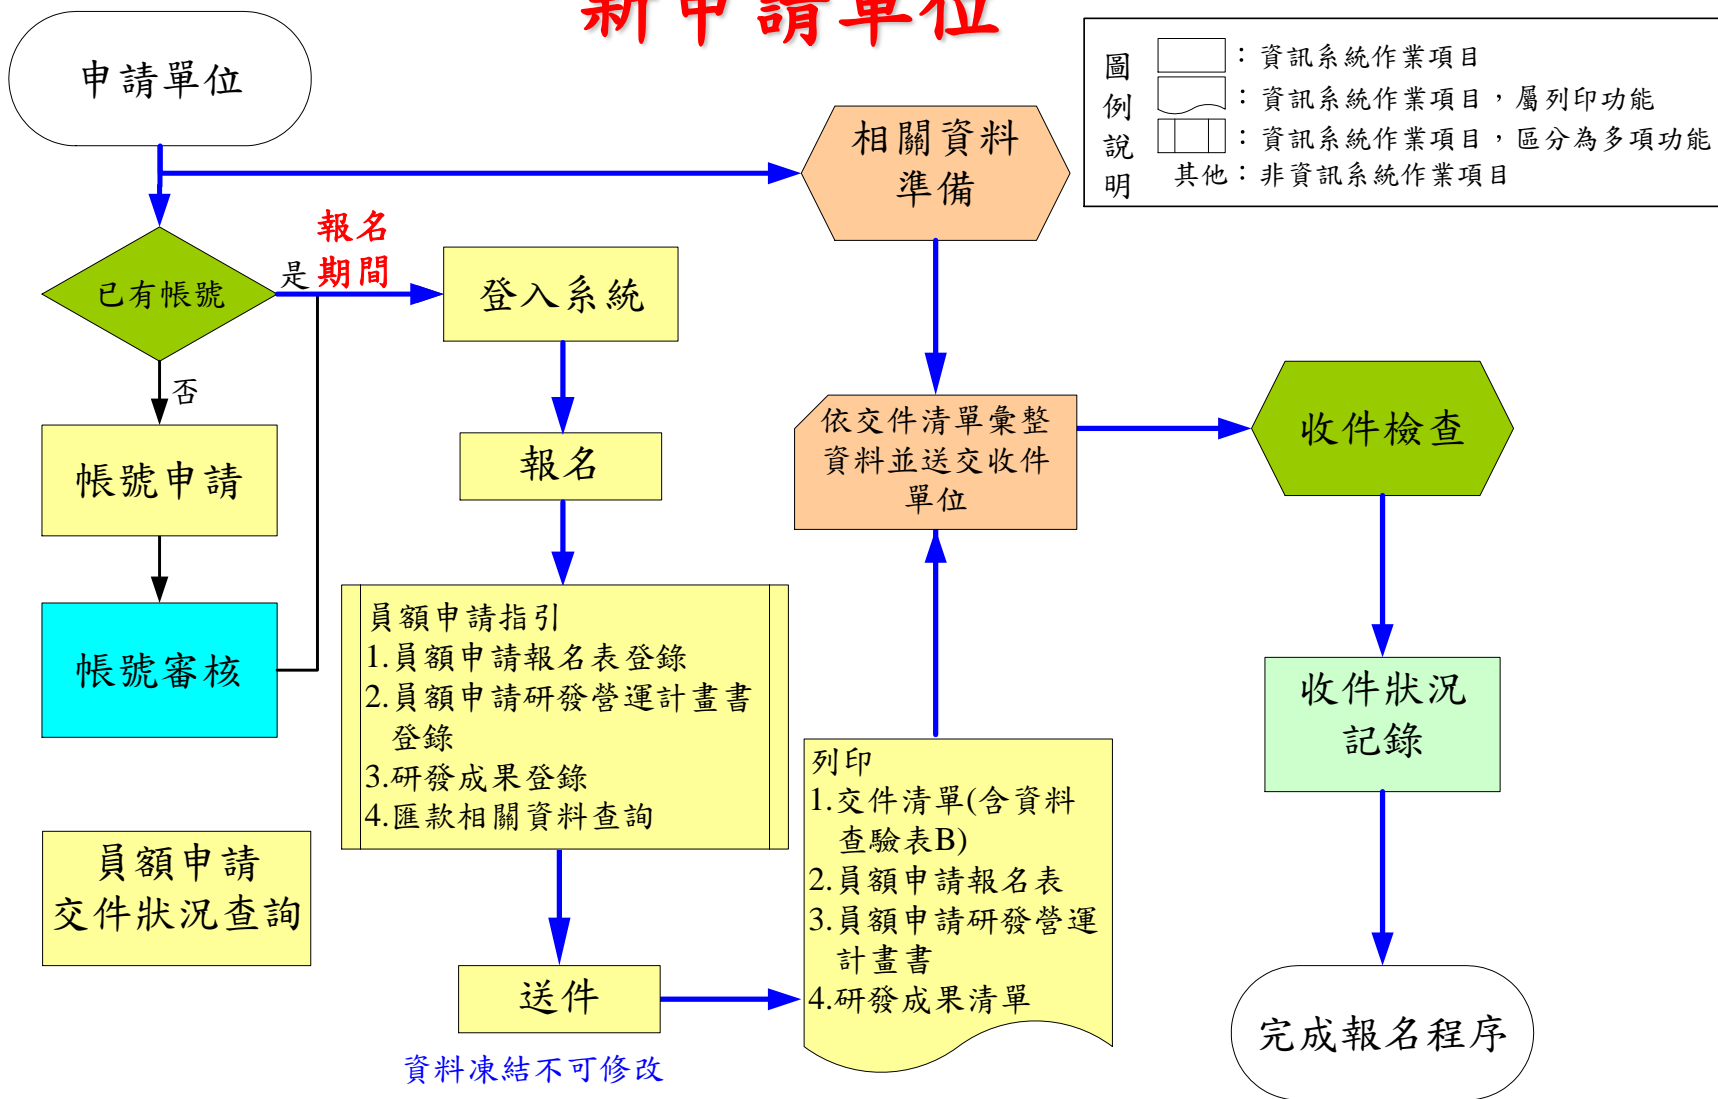 新申請單位
申請單位
圖例說明
：資訊系統作業項目
：資訊系統作業項目，屬列印功能
：資訊系統作業項目，區分為多項功能
其他：非資訊系統作業項目
相關資料
準備
已有帳號
是
報名
期間
登入系統
否
帳號申請
報名
依交件清單彙整
資料並送交收件
單位
收件檢查
帳號審核
員額申請指引
1.員額申請報名表登錄
2.員額申請研發營運計畫書
登錄
3.研發成果登錄
4.匯款相關資料查詢
收件狀況
記錄
列印
1.交件清單(含資料
查驗表B)
2.員額申請報名表
3.員額申請研發營運
計畫書
4.研發成果清單
員額申請
交件狀況查詢
送件
資料凍結不可修改
完成報名程序